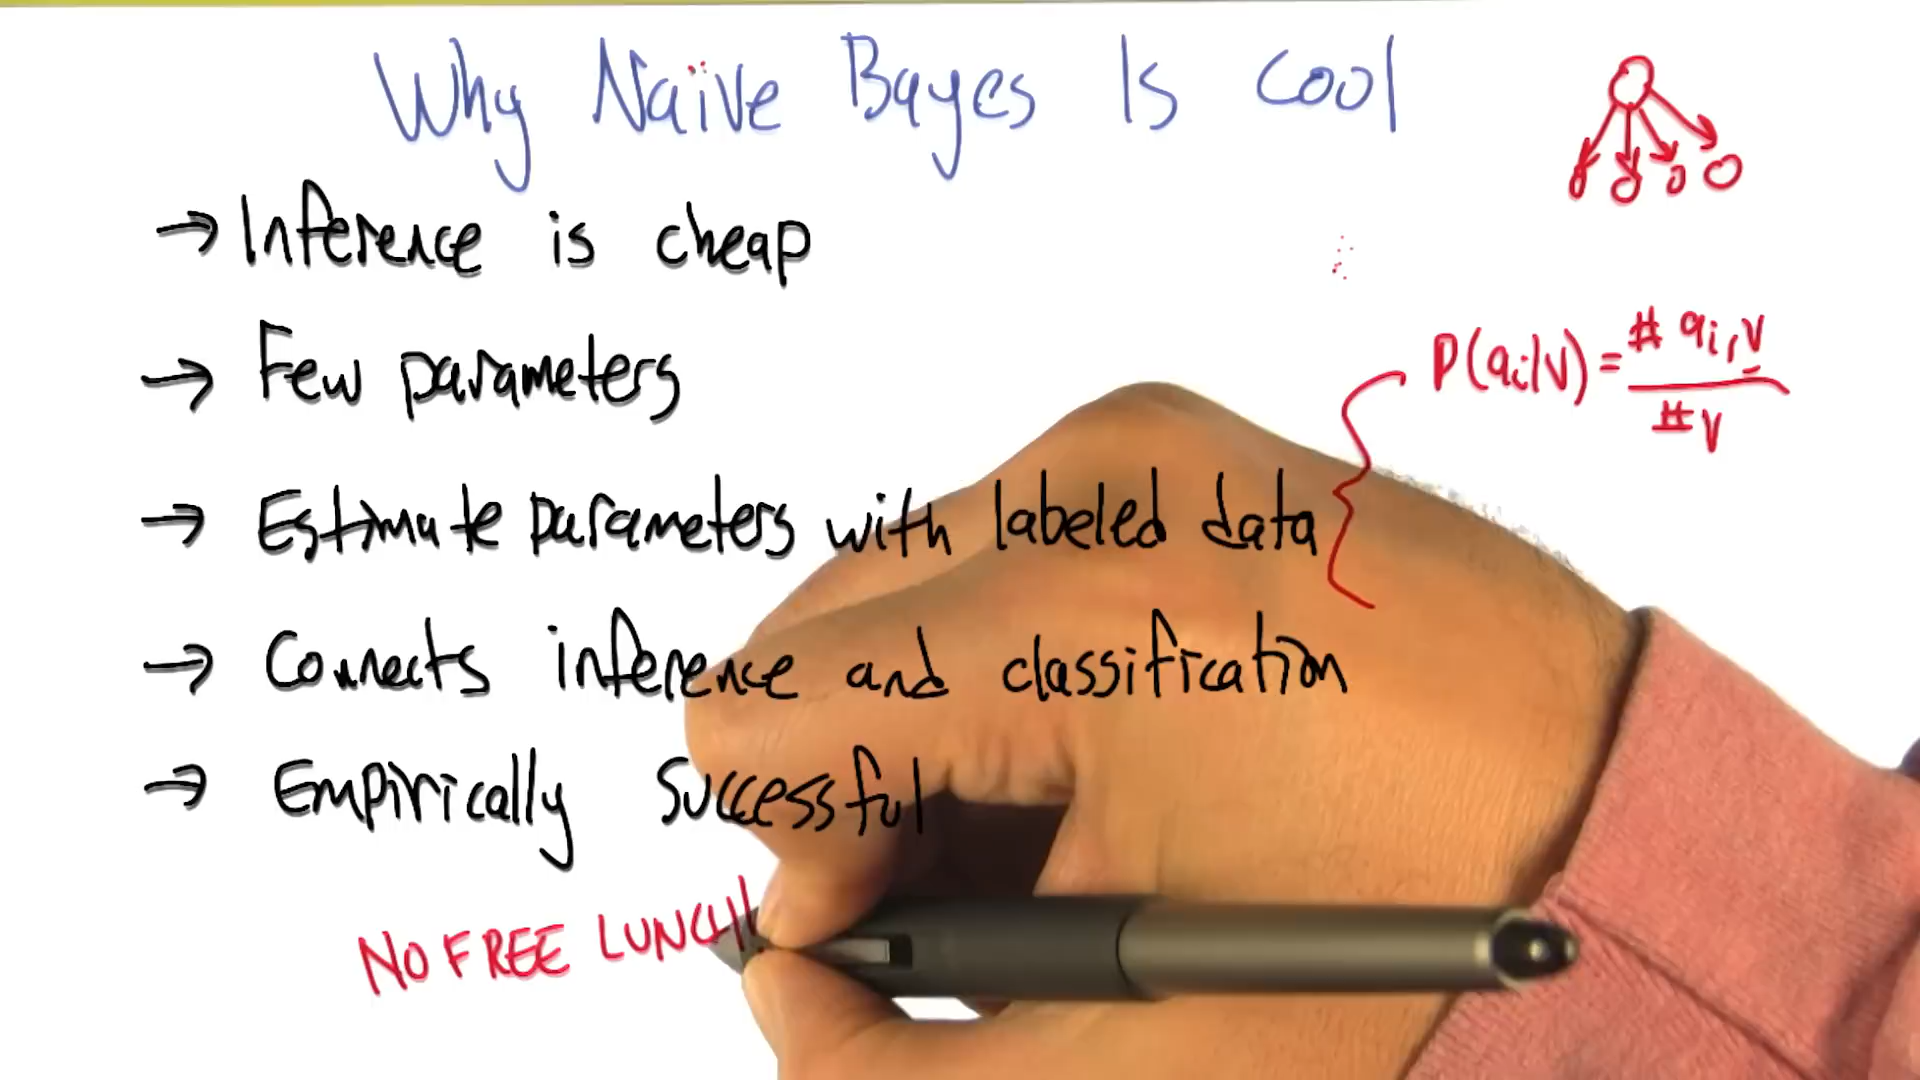 Why Naïve Bayes Is Cool
→ Inference is cheap
→ Few parameters
P(ai|V) = # ai, V / # V
→ Estimate parameters with labeled data
→ Connects inference and classification
→ Empirically successful
NO FREE LUNCH!